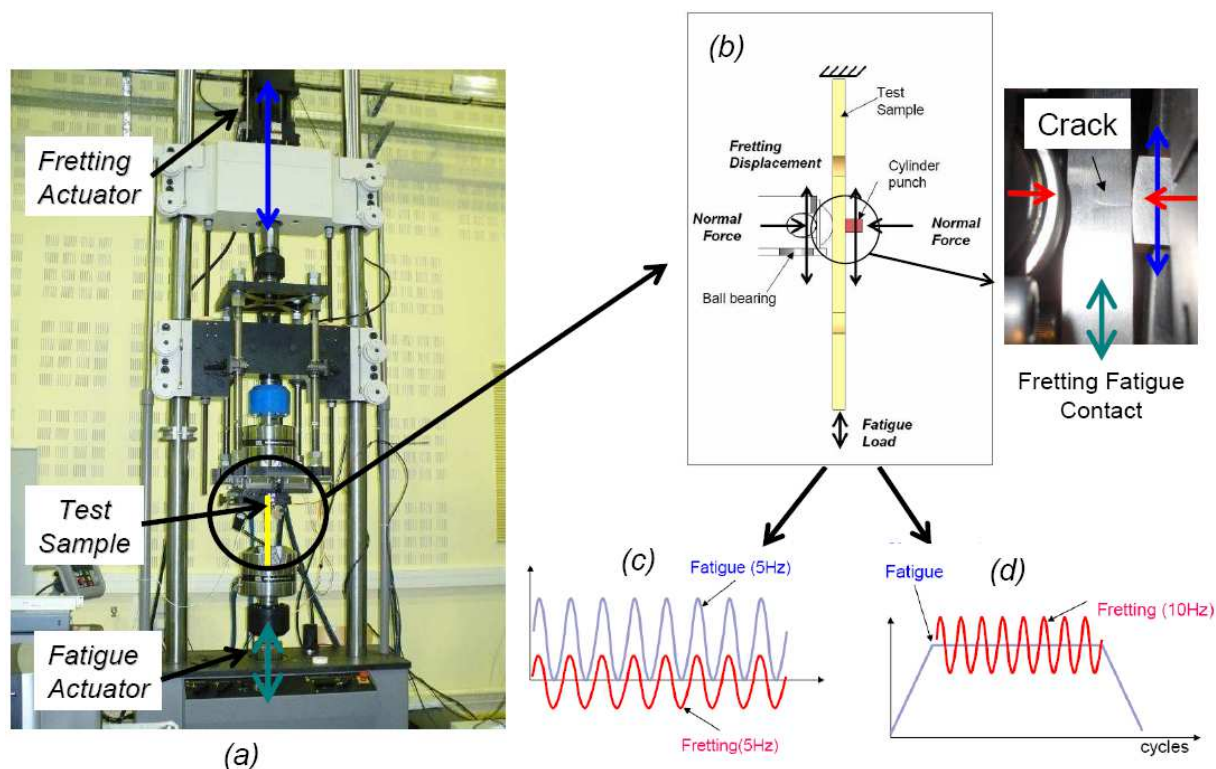 Fretting
Actuator
Test
Sample
Fatigue
Actuator
(a)
(b)
Test
Sample
Fretting
Displacement
Cylinder
punch
Normal
Force
Normal
Force
Ball bearing
Fatigue
Load
Crack
Fretting Fatigue
Contact
(c)
Fatigue (5Hz)
Fretting(5Hz)
(d)
Fatigue
Fretting (10Hz)
cycles